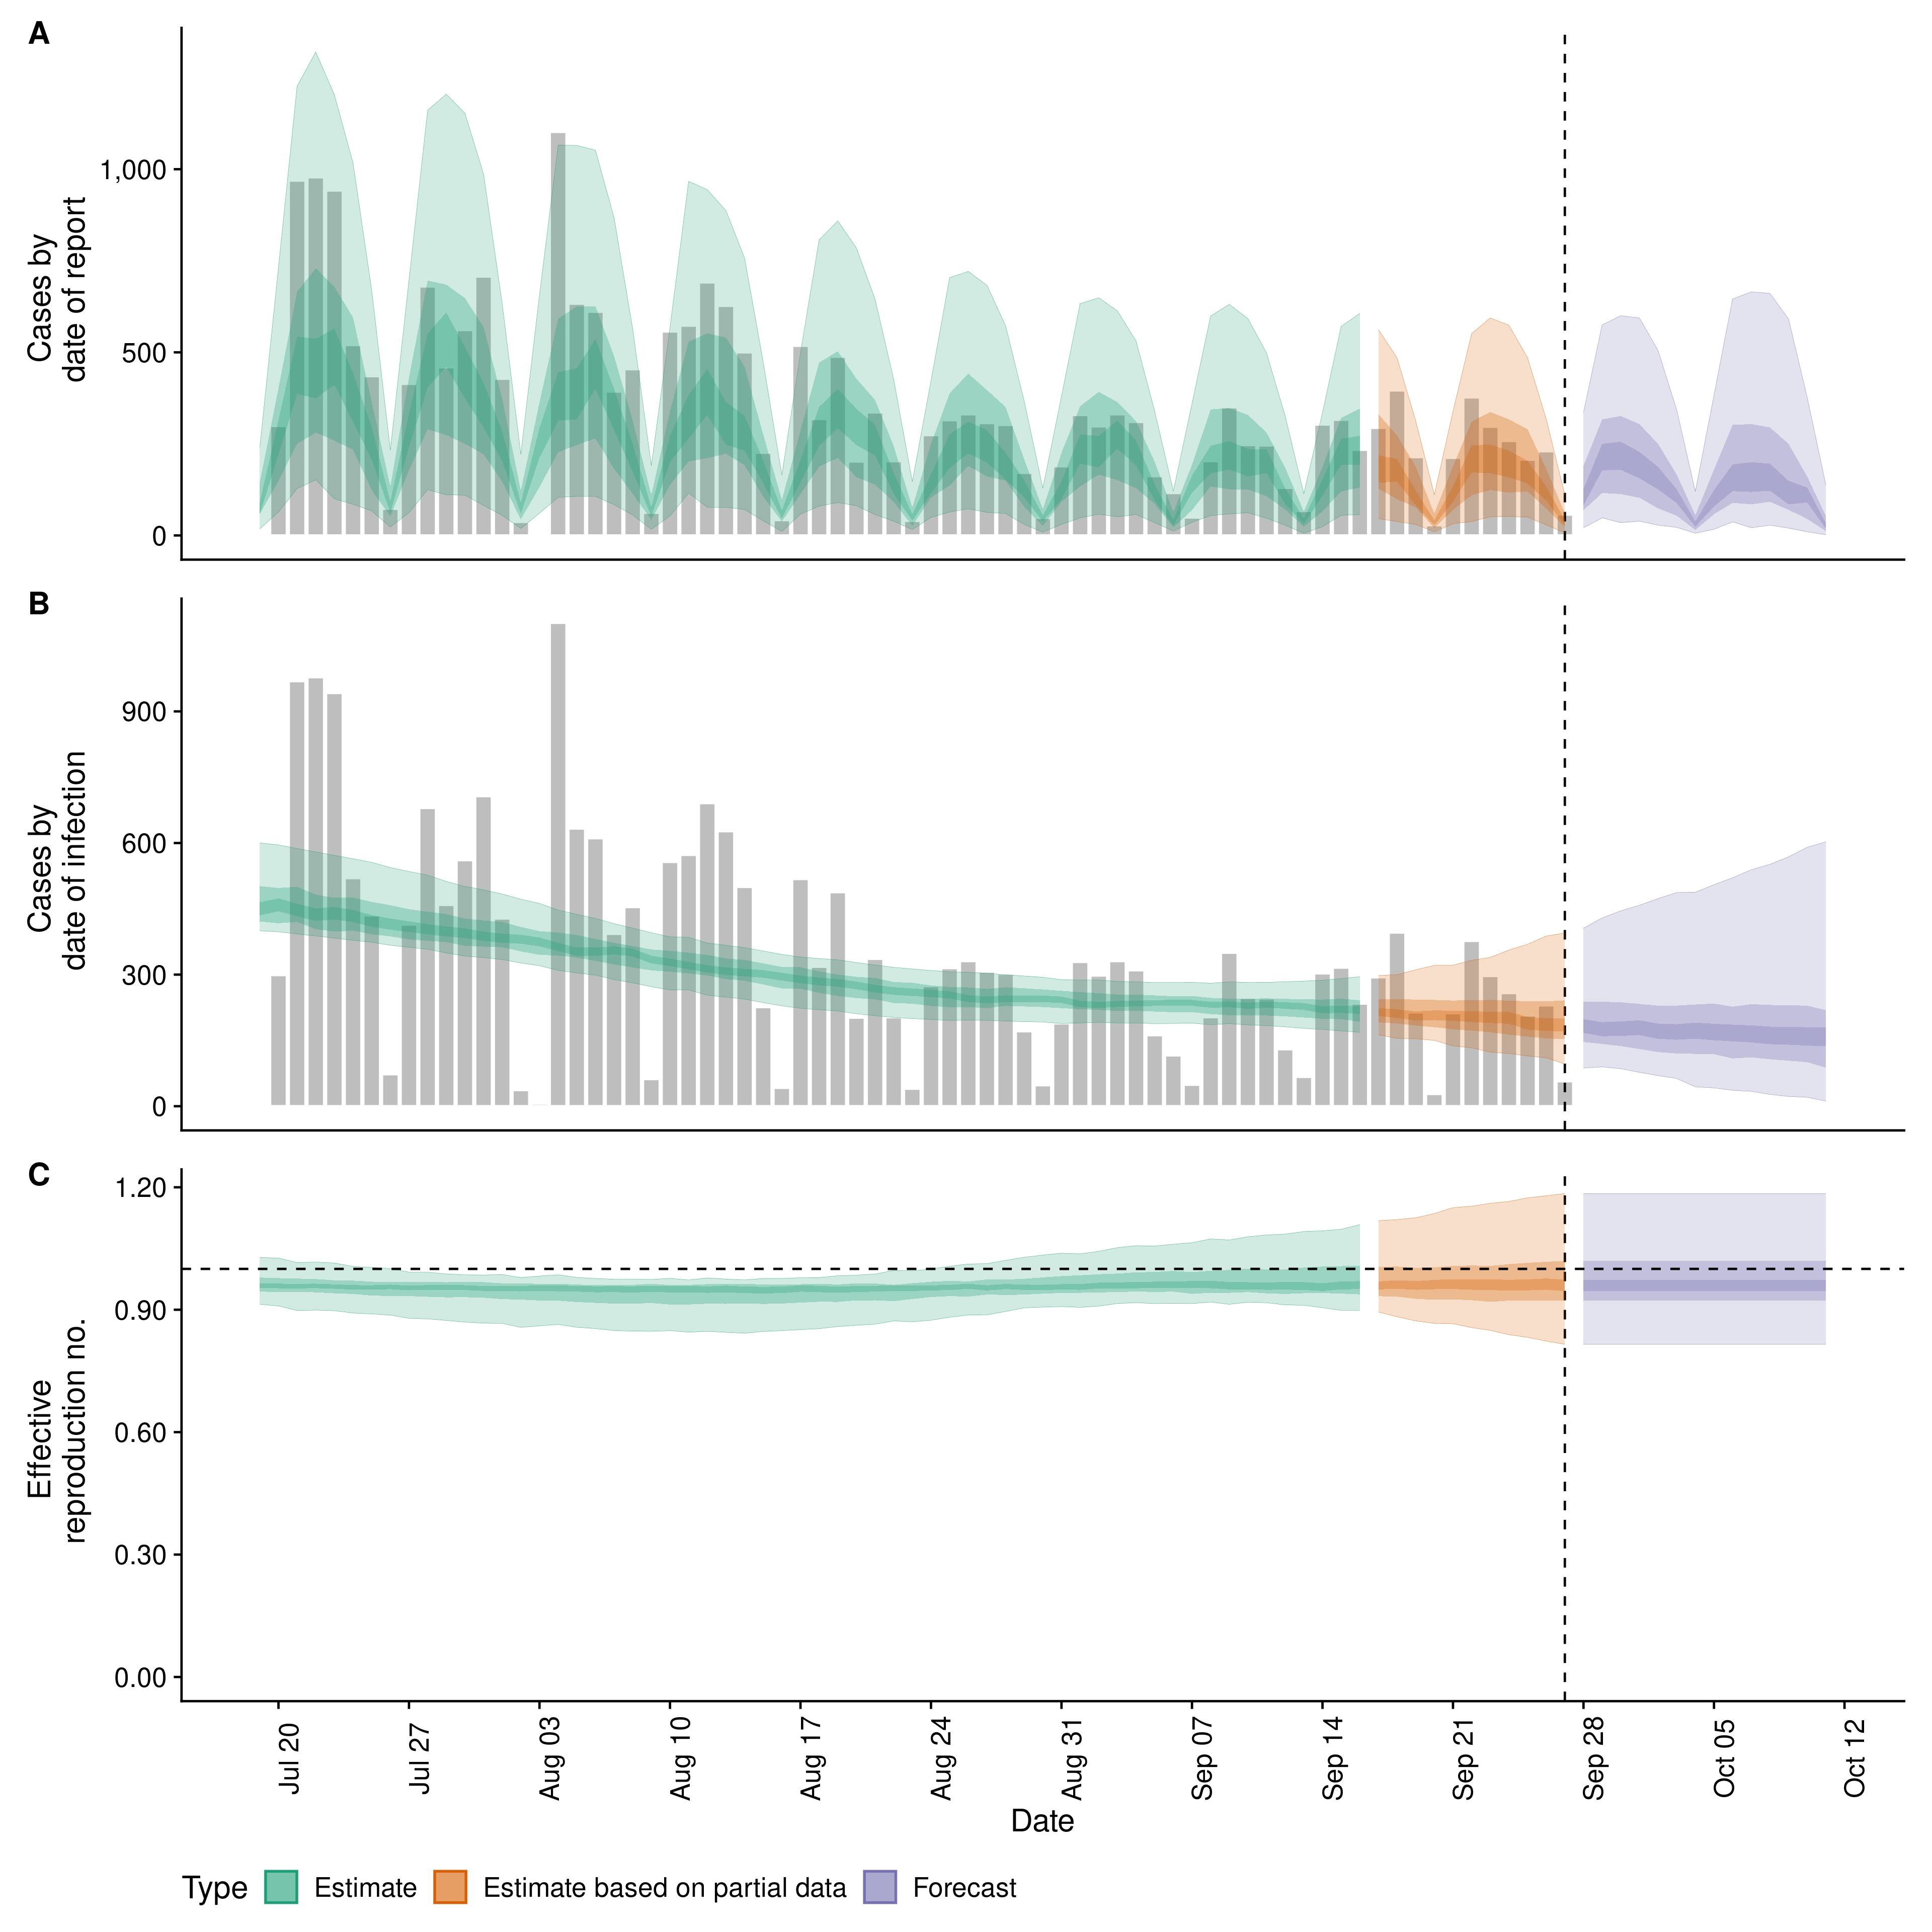 A
Cases by
date of report
1,000
500
0
B
Cases by
date of infection
900
600
300
0
C
Effective
reproduction no.
1.20
0.90
0.60
0.30
0.00
Jul 20
Jul 27
Aug 03
Aug 10
Aug 17
Aug 24
Aug 31
Sep 07
Sep 14
Sep 21
Sep 28
Oct 05
Oct 12
Date
Type Estimate Estimate based on partial data Forecast